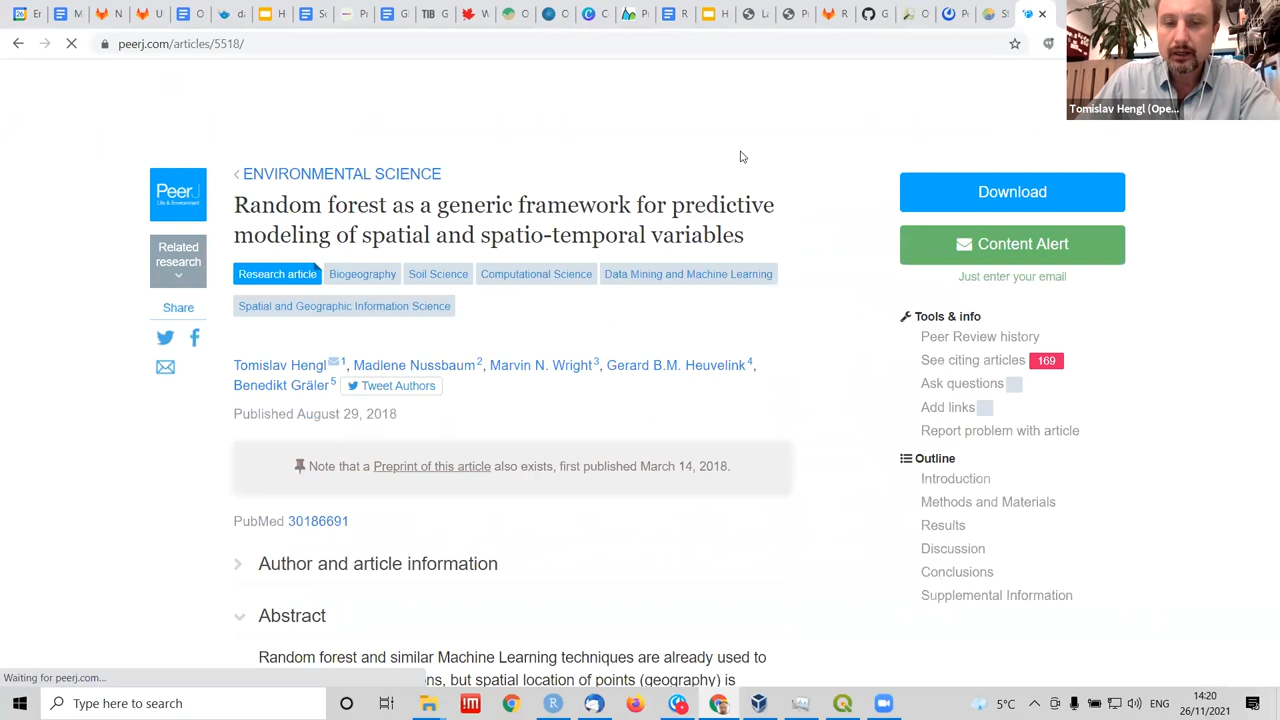 peerj.com/articles/5518/
Tomislav Hengl (Ope...
PeerJ
Life & Environment
Related
research
Share
ENVIRONMENTAL SCIENCE
Random forest as a generic framework for predictive
modeling of spatial and spatio-temporal variables
Research article Biogeography Soil Science Computational Science Data Mining and Machine Learning
Spatial and Geographic Information Science
Tomislav Hengl 1, Madlene Nussbaum 2, Marvin N. Wright 3, Gerard B.M. Heuvelink 4,
Benedikt Gräler 5 Tweet Authors
Published August 29, 2018
Note that a Preprint of this article also exists, first published March 14, 2018.
PubMed 30186691
Author and article information
Abstract
Random forest and similar Machine Learning techniques are already used to
ns, but spatial location of points (geography) is
Download
Content Alert
Just enter your email
Tools & info
Peer Review history
See citing articles 169
Ask questions
Add links
Report problem with article
Outline
Introduction
Methods and Materials
Results
Discussion
Conclusions
Supplemental Information
Waiting for peerj.com...
Type here to search
5°C
ENG
14:20
26/11/2021